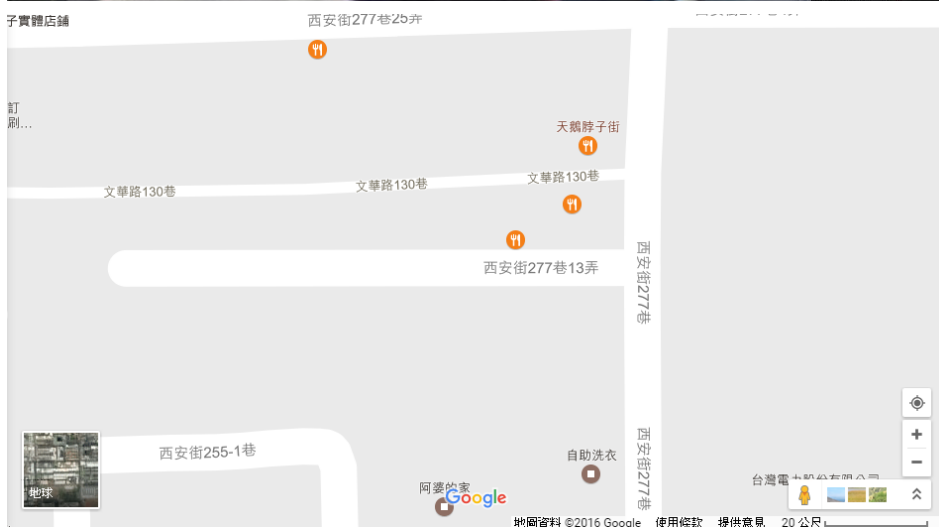 子實體店鋪
西安街277巷25弄
訂
刷...
天鵝脖子街
文華路130巷
文華路130巷
文華路130巷
西安街277巷13弄
西安街277巷
西安街255-1巷
西安街277巷
自助洗衣
阿婆的家
台灣電力股份有限公司
地球
Google
地圖資料 ©2016 Google 使用條款 提供意見 20 公尺